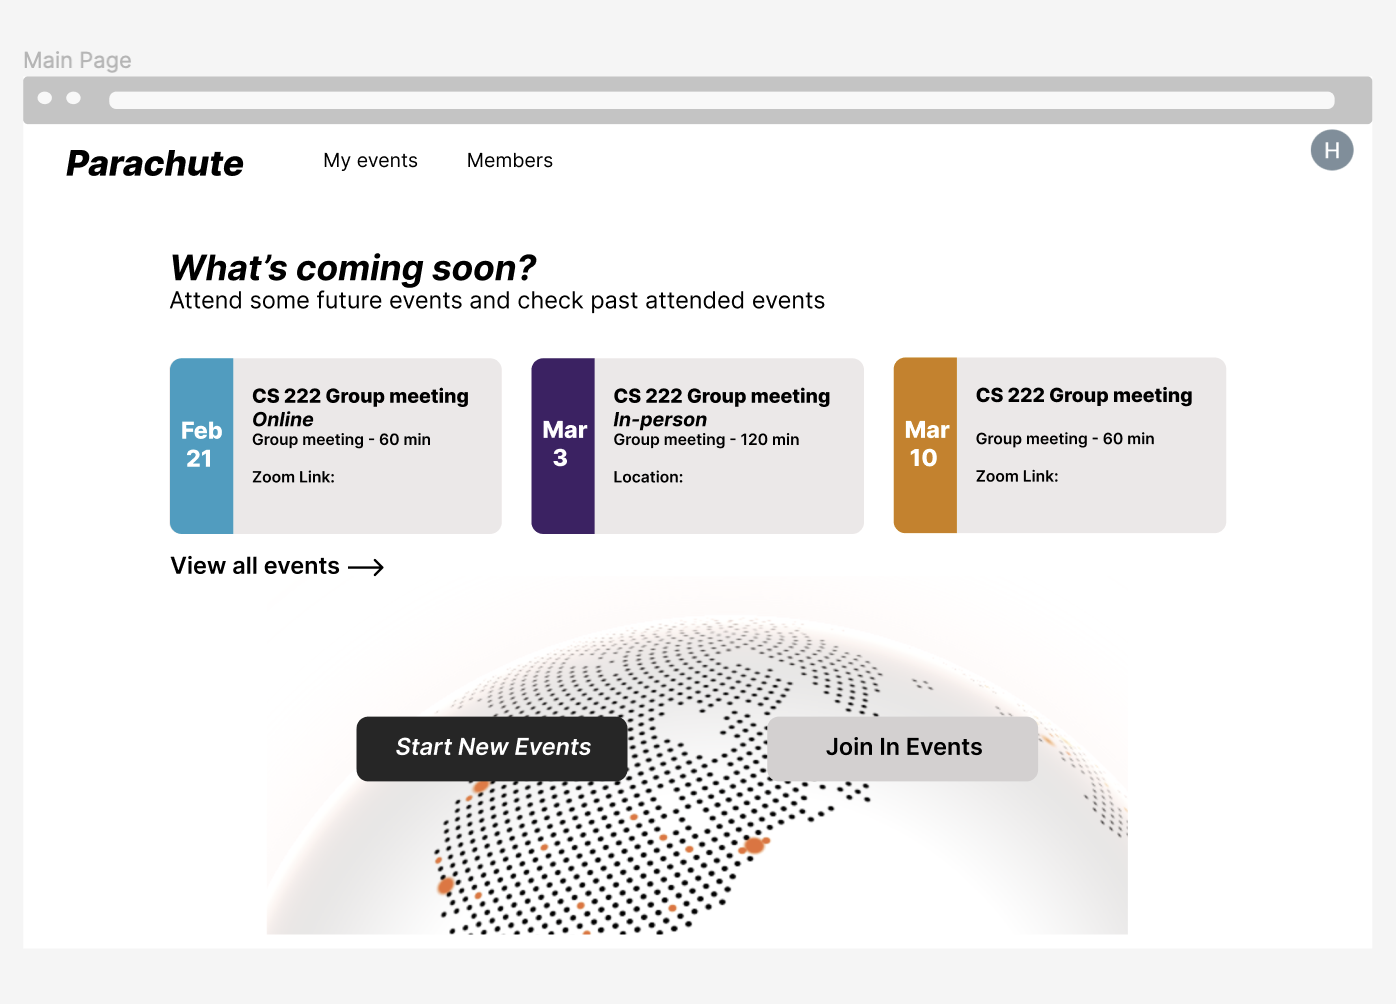 Main Page
Parachute
My events
Members
H
What’s coming soon?
Attend some future events and check past attended events
Feb
21
CS 222 Group meeting
Online
Group meeting - 60 min
Zoom Link:
Mar
3
CS 222 Group meeting
In-person
Group meeting - 120 min
Location:
Mar
10
CS 222 Group meeting
Group meeting - 60 min
Zoom Link:
View all events
Start New Events
Join In Events